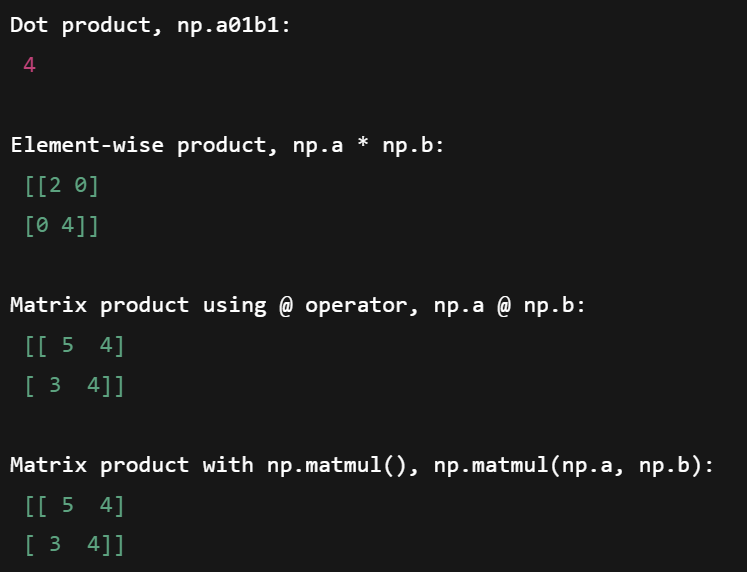 Dot product, np.a01b1:
4
Element-wise product, np.a * np.b:
[[2 0]
[0 4]]
Matrix product using @ operator, np.a @ np.b:
[[ 5  4]
[ 3  4]]
Matrix product with np.matmul(), np.matmul(np.a, np.b):
[[ 5  4]
[ 3  4]]